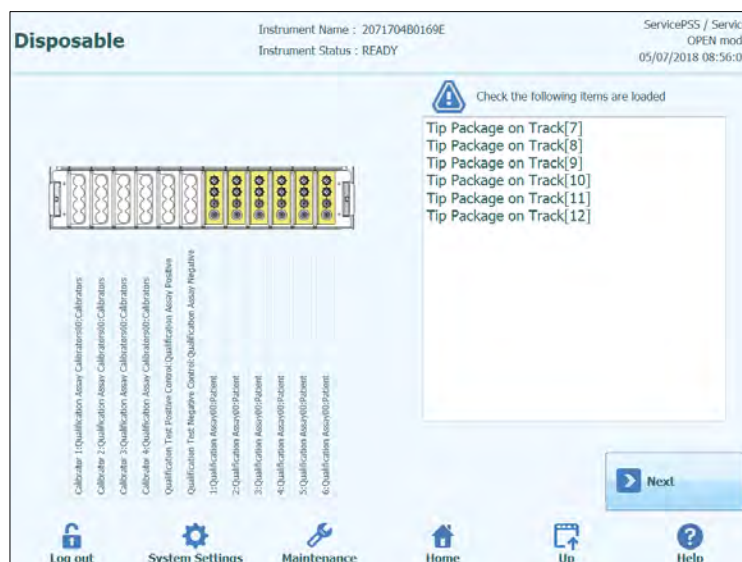 Disposable
Instrument Name : 2071704B0169E
Instrument Status : READY
ServicePSS / Servic
OPEN mod
05/07/2018 08:56:0
Check the following items are loaded
Tip Package on Track[7]
Tip Package on Track[8]
Tip Package on Track[9]
Tip Package on Track[10]
Tip Package on Track[11]
Tip Package on Track[12]
Calibrator 1:Qualification Assay Calibrators00:Calibrators
Calibrator 2:Qualification Assay Calibrators00:Calibrators
Calibrator 3:Qualification Assay Calibrators00:Calibrators
Calibrator 4:Qualification Assay Calibrators00:Calibrators
Qualification Test Positive Control:Qualification Assay Positive
Qualification Test Negative Control:Qualification Assay Negative
1:Qualification Assay00:Patient
2:Qualification Assay00:Patient
3:Qualification Assay00:Patient
4:Qualification Assay00:Patient
5:Qualification Assay00:Patient
6:Qualification Assay00:Patient
Next
Log out
System Settings
Maintenance
Home
Up
Help